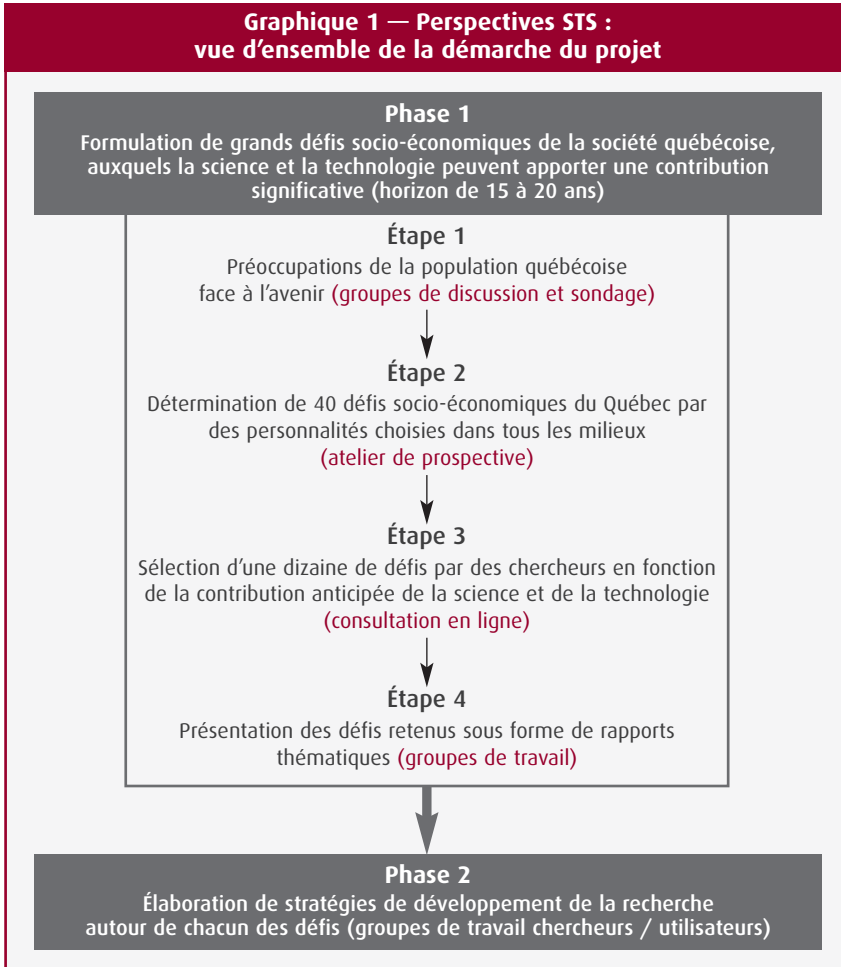 Graphique 1 — Perspectives STS :
vue d’ensemble de la démarche du projet
Phase 1
Formulation de grands défis socio-économiques de la société québécoise,
auxquels la science et la technologie peuvent apporter une contribution
significative (horizon de 15 à 20 ans)
Étape 1
Préoccupations de la population québécoise
face à l’avenir (groupes de discussion et sondage)
Étape 2
Détermination de 40 défis socio-économiques du Québec par
des personnalités choisies dans tous les milieux
(atelier de prospective)
Étape 3
Sélection d’une dizaine de défis par des chercheurs en fonction
de la contribution anticipée de la science et de la technologie
(consultation en ligne)
Étape 4
Présentation des défis retenus sous forme de rapports
thématiques (groupes de travail)
Phase 2
Élaboration de stratégies de développement de la recherche
autour de chacun des défis (groupes de travail chercheurs / utilisateurs)